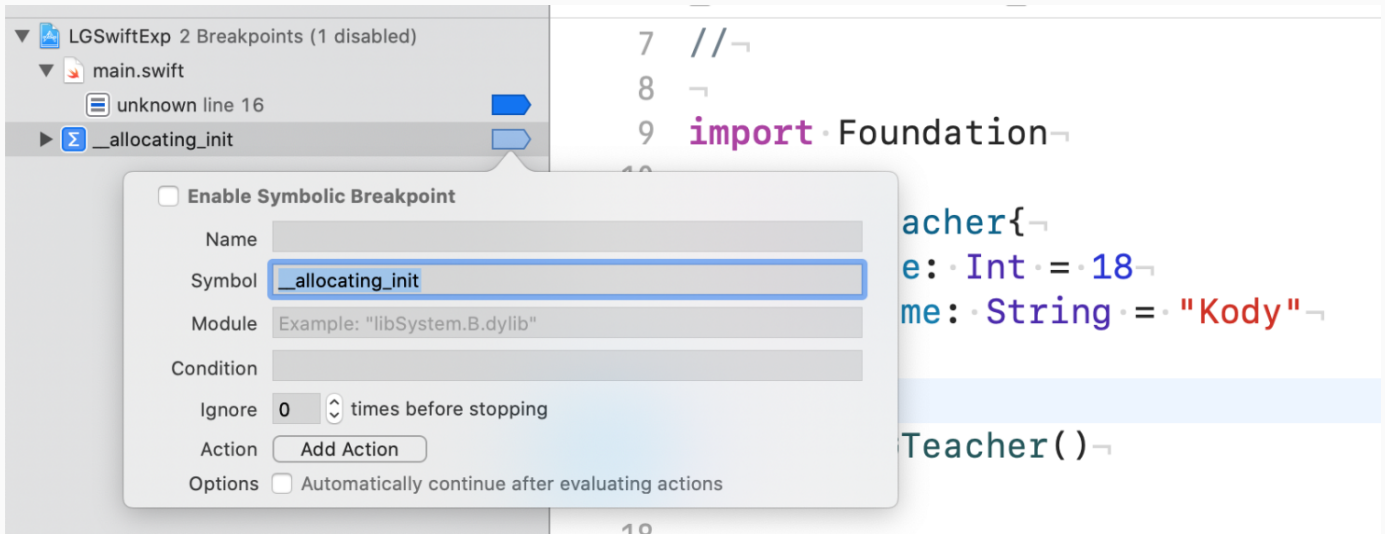 LGSwiftExp 2 Breakpoints (1 disabled)
main.swift
unknown line 16
__allocating_init
Enable Symbolic Breakpoint
Name
Symbol __allocating_init
Module Example: "libSystem.B.dylib"
Condition
Ignore 0 times before stopping
Action Add Action
Options Automatically continue after evaluating actions
7 //¬
8 ¬
9 import·Foundation¬
acher{¬
e:·Int·=·18¬
me:·String·=·"Kody"¬
Teacher()¬